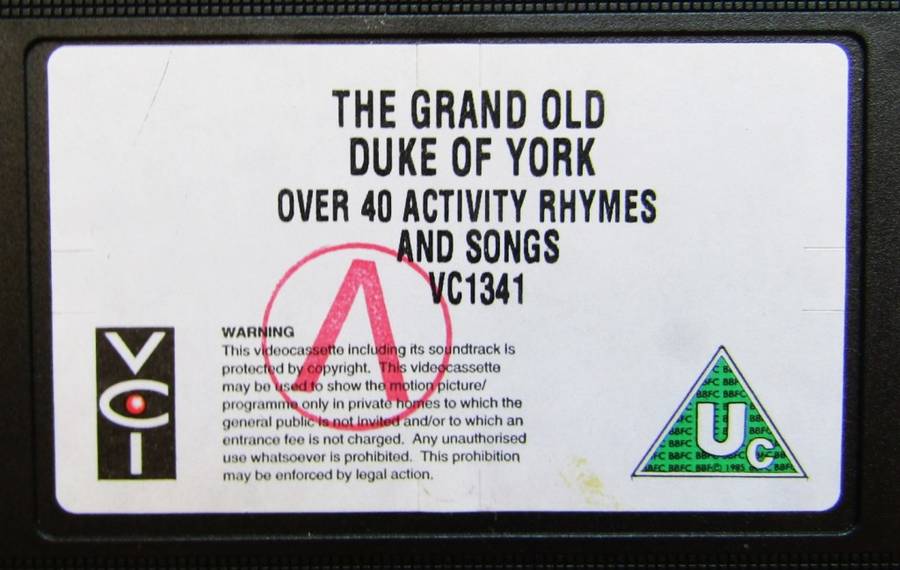 THE GRAND OLD
DUKE OF YORK
OVER 40 ACTIVITY RHYMES
AND SONGS
VC1341
V
C
I
WARNING
This videocassette including its soundtrack is
protected by copyright. This videocassette
may be used to show the motion picture/
programme only in private homes to which the
general public is not invited and/or to which an
entrance fee is not charged. Any unauthorised
use whatsoever is prohibited. This prohibition
may be enforced by legal action.
Uc
BBFC
BBFC © 1985